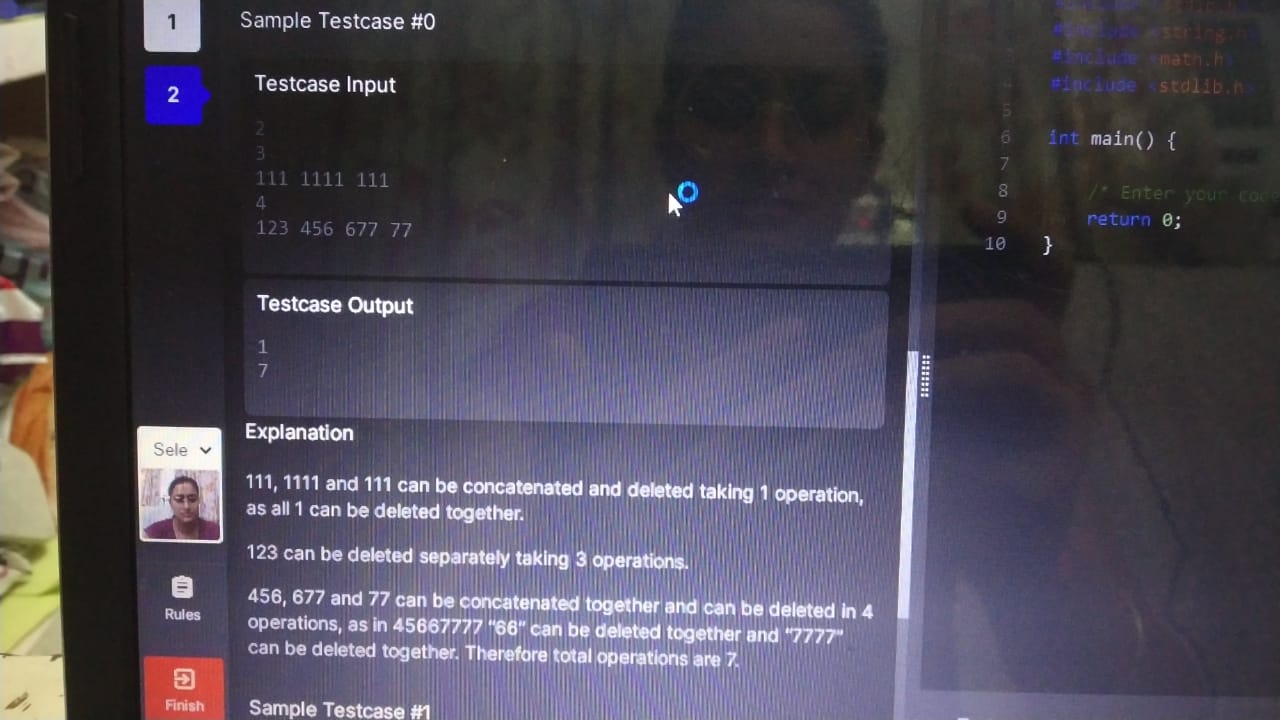 1
Sample Testcase #0
2
Testcase Input
2
3
111 1111 111
4
123 456 677 77
Testcase Output
1
7
Explanation
111, 1111 and 111 can be concatenated and deleted taking 1 operation,
as all 1 can be deleted together.
123 can be deleted separately taking 3 operations.
456, 677 and 77 can be concatenated together and can be deleted in 4
operations, as in 45667777 "66" can be deleted together and "7777"
can be deleted together. Therefore total operations are 7.
Sample Testcase #1
Sele
Rules
Finish
#include <string.h>
#include <math.h>
#include <stdlib.h>
5
6 int main() {
7
8 /* Enter your code
9 return 0;
10 }